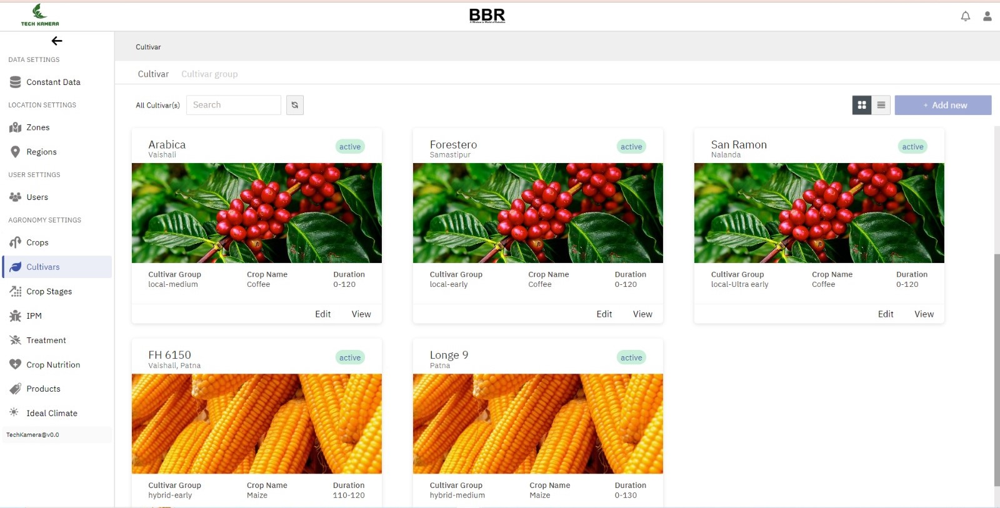 TECH KAMERA
BBR
DATA SETTINGS
Constant Data
LOCATION SETTINGS
Zones
Regions
USER SETTINGS
Users
AGRONOMY SETTINGS
Crops
Cultivars
Crop Stages
IPM
Treatment
Crop Nutrition
Products
Ideal Climate
TechKamera@v0.0
Cultivar
Cultivar Cultivar group
All Cultivar(s) Search + Add new
Arabica active
Vaishali
Cultivar Group Crop Name Duration
local-medium Coffee 0-120
Edit View
Forestero active
Samastipur
Cultivar Group Crop Name Duration
local-early Coffee 0-120
Edit View
San Ramon active
Nalanda
Cultivar Group Crop Name Duration
local-Ultra early Coffee 0-120
Edit View
FH 6150 active
Vaishali, Patna
Cultivar Group Crop Name Duration
hybrid-early Maize 110-120
Longe 9 active
Patna
Cultivar Group Crop Name Duration
hybrid-medium Maize 0-130